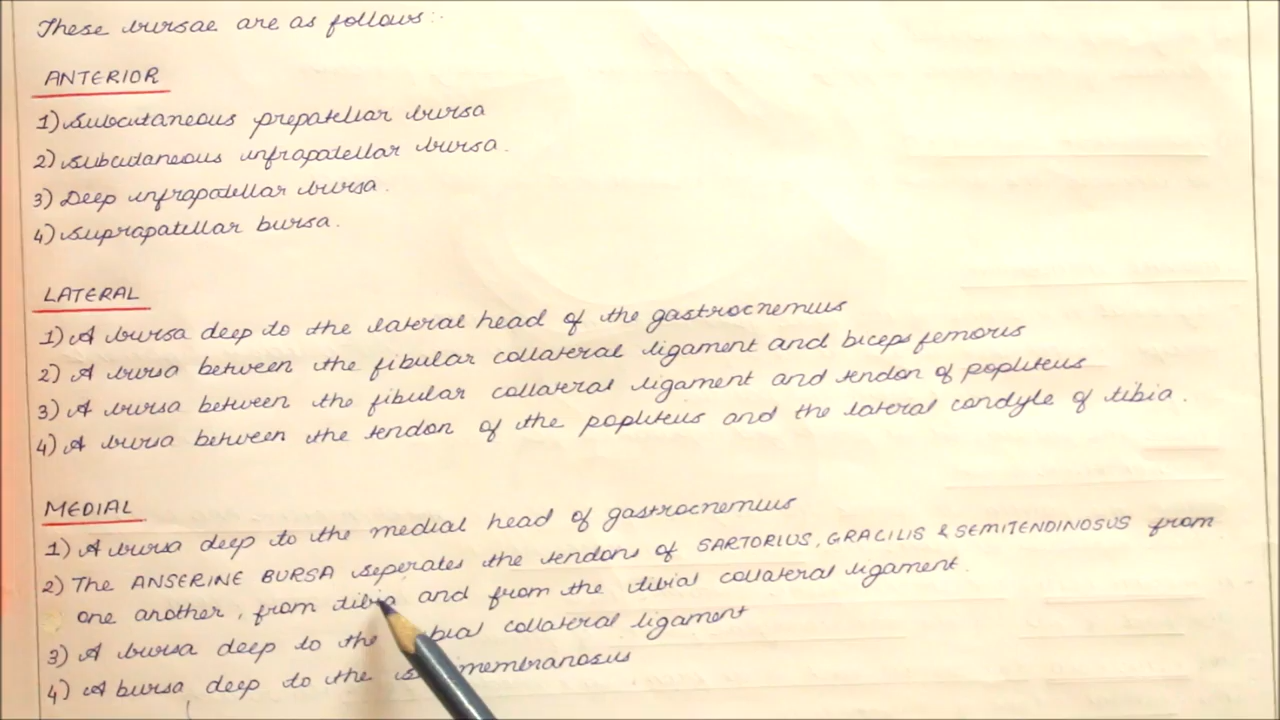 These bursae are as follows:-
ANTERIOR
1) Subcutaneous prepatellar bursa
2) Subcutaneous infrapatellar bursa.
3) Deep infrapatellar bursa.
4) Suprapatellar bursa.
LATERAL
1) A bursa deep to the lateral head of the gastrocnemius
2) A bursa between the fibular collateral ligament and biceps femoris
3) A bursa between the fibular collateral ligament and tendon of popliteus
4) A bursa between the tendon of the popliteus and the lateral condyle of tibia.
MEDIAL
1) A bursa deep to the medial head of gastrocnemius
2) The ANSERINE BURSA seperates the tendons of SARTORIUS, GRACILIS & SEMITENDINOSUS from
one another, from tibia and from the tibial collateral ligament.
3) A bursa deep to the collateral ligament
4) A bursa deep to the membranosus